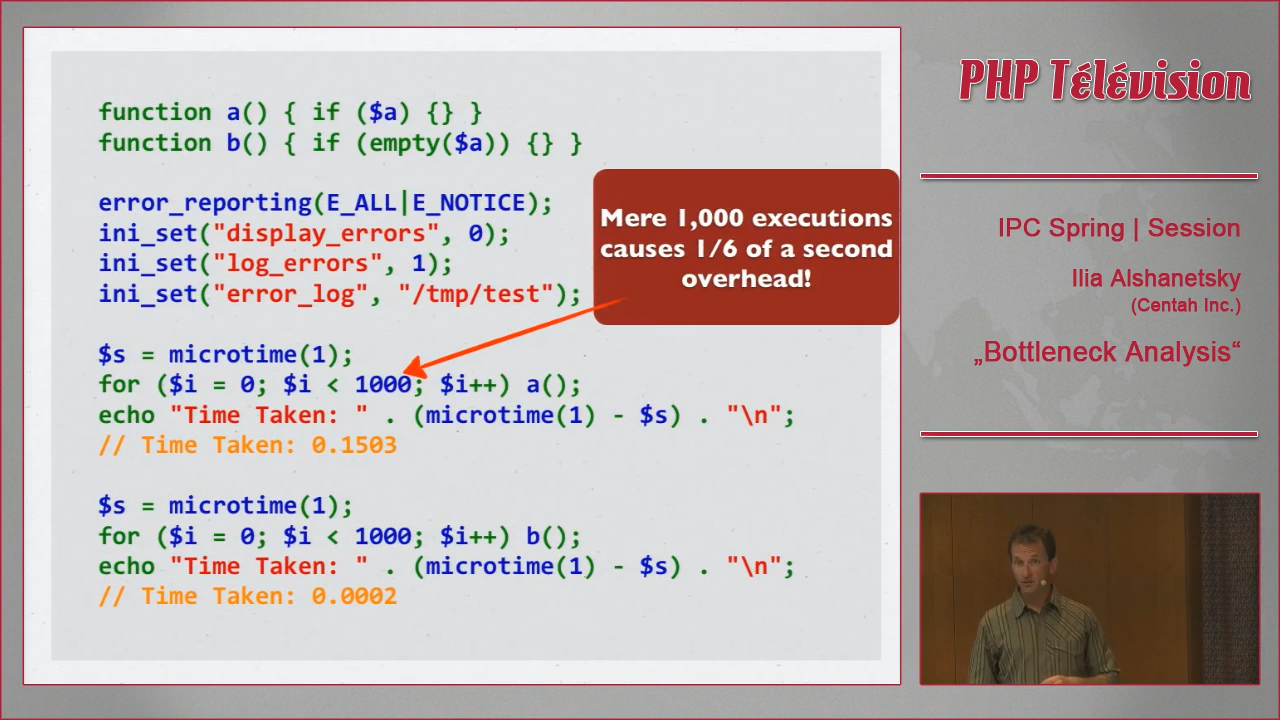 function a() { if ($a) {} }
function b() { if (empty($a)) {} }
error_reporting(E_ALL|E_NOTICE);
ini_set("display_errors", 0);
ini_set("log_errors", 1);
ini_set("error_log", "/tmp/test");
Mere 1,000 executions
causes 1/6 of a second
overhead!
$s = microtime(1);
for ($i = 0; $i < 1000; $i++) a();
echo "Time Taken: " . (microtime(1) - $s) . "\n";
// Time Taken: 0.1503
$s = microtime(1);
for ($i = 0; $i < 1000; $i++) b();
echo "Time Taken: " . (microtime(1) - $s) . "\n";
// Time Taken: 0.0002
PHP Télévision
IPC Spring | Session
Ilia Alshanetsky
(Centah Inc.)
„Bottleneck Analysis“